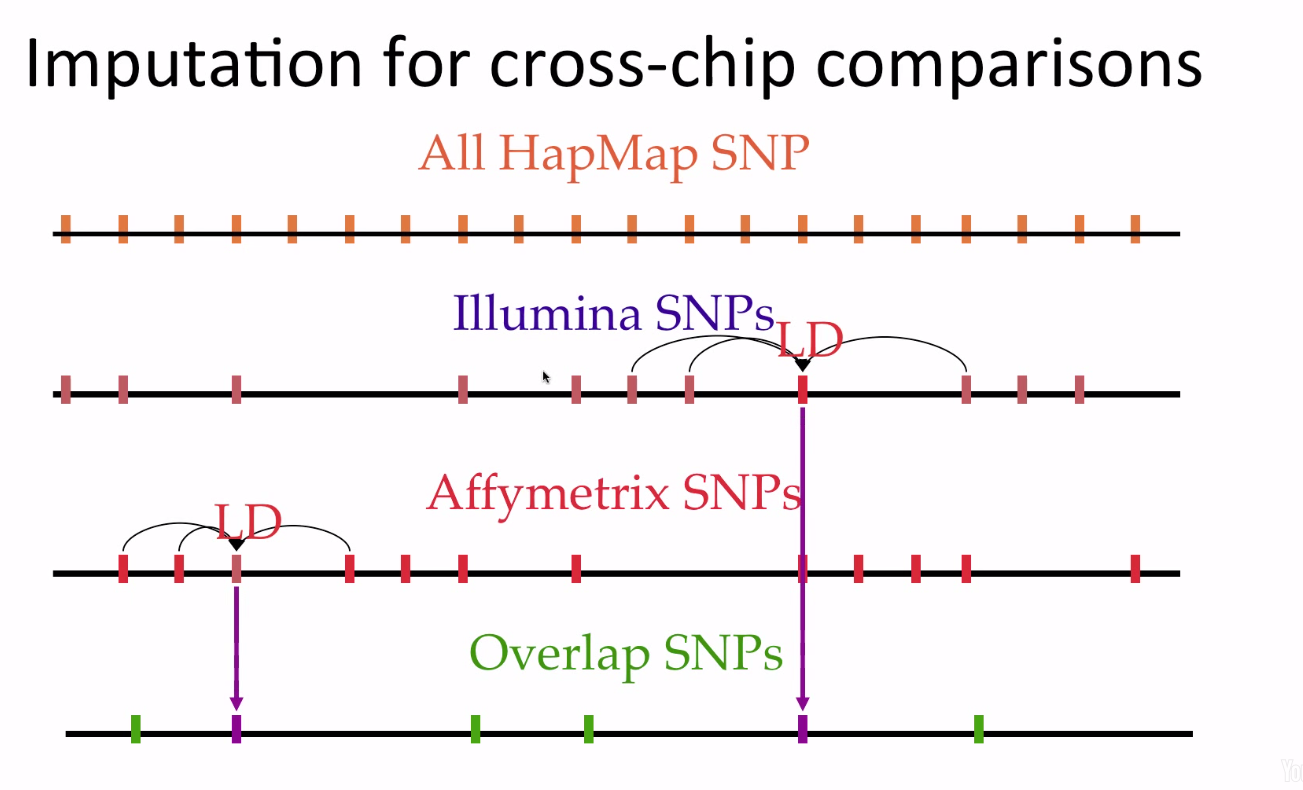 Imputation for cross-chip comparisons
All HapMap SNP
Illumina SNPs
LD
Affymetrix SNPs
LD
Overlap SNPs